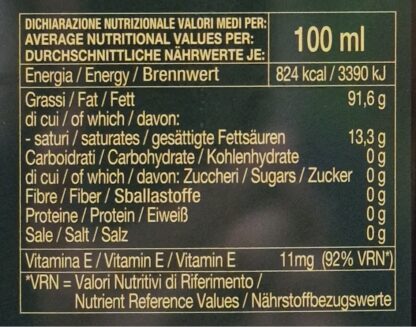 DICHIARAZIONE NUTRIZIONALE VALORI MEDI PER:
AVERAGE NUTRITIONAL VALUES PER:
DURCHSCHNITTLICHE NÄHRWERTE JE:
100 ml
Energia / Energy / Brennwert 824 kcal / 3390 kJ
Grassi / Fat / Fett 91,6 g
di cui / of which / davon:
- saturi / saturates / gesättigte Fettsäuren 13,3 g
Carboidrati / Carbohydrate / Kohlenhydrate 0 g
di cui / of which / davon: Zuccheri / Sugars / Zucker 0 g
Fibre / Fiber / Sballastoffe 0 g
Proteine / Protein / Eiweiß 0 g
Sale / Salt / Salz 0 g
Vitamina E / Vitamin E / Vitamin E 11mg (92% VRN*)
*VRN = Valori Nutritivi di Riferimento /
Nutrient Reference Values / Nährstoffbezugswerte